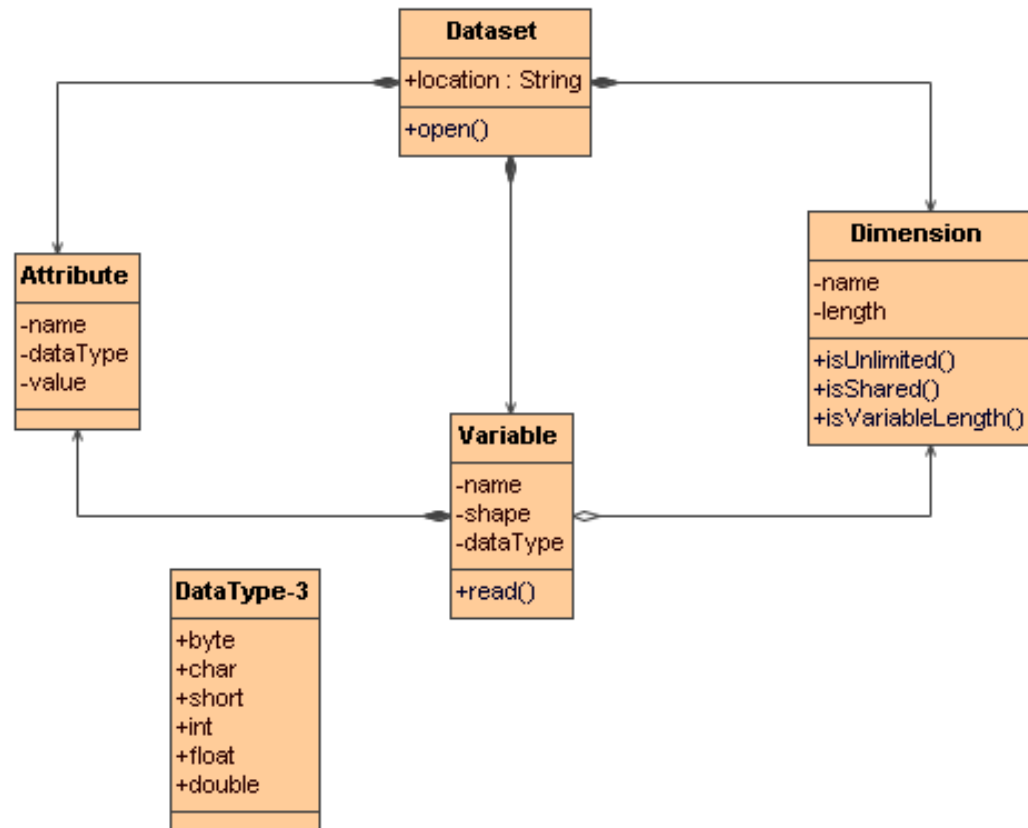 Dataset
+location : String
+open()
Attribute
-name
-dataType
-value
Dimension
-name
-length
+isUnlimited()
+isShared()
+isVariableLength()
Variable
-name
-shape
-dataType
+read()
DataType-3
+byte
+char
+short
+int
+float
+double